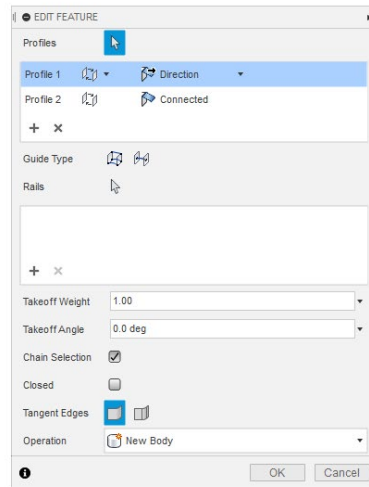 EDIT FEATURE
Profiles
Profile 1 Direction
Profile 2 Connected
Guide Type
Rails
Takeoff Weight 1.00
Takeoff Angle 0.0 deg
Chain Selection
Closed
Tangent Edges
Operation New Body
OK Cancel